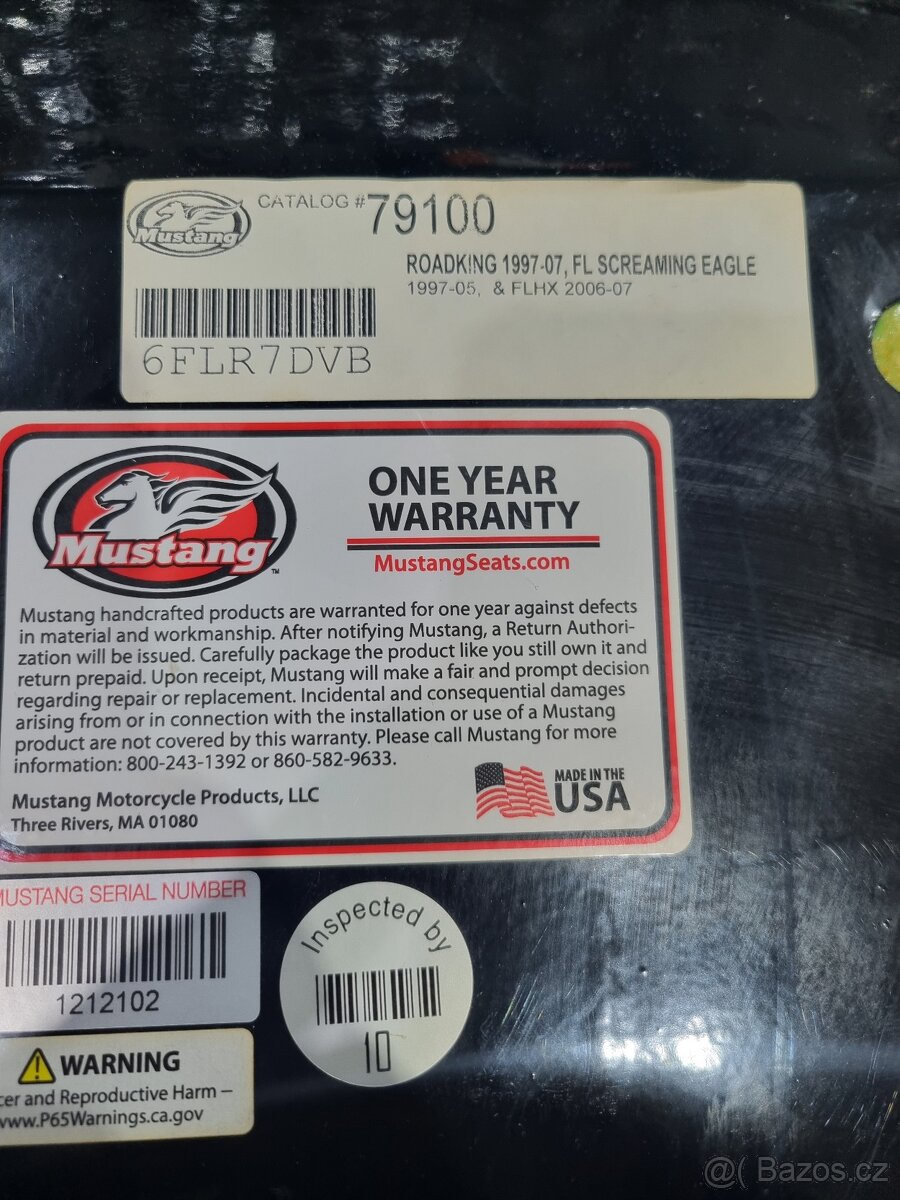 Mustang
CATALOG #79100
ROADKING 1997-07, FL SCREAMING EAGLE
1997-05, & FLHX 2006-07
6FLR7DVB
Mustang™
ONE YEAR
WARRANTY
MustangSeats.com
Mustang handcrafted products are warranted for one year against defects
in material and workmanship. After notifying Mustang, a Return Authori-
zation will be issued. Carefully package the product like you still own it and
return prepaid. Upon receipt, Mustang will make a fair and prompt decision
regarding repair or replacement. Incidental and consequential damages
arising from or in connection with the installation or use of a Mustang
product are not covered by this warranty. Please call Mustang for more
information: 800-243-1392 or 860-582-9633.
Mustang Motorcycle Products, LLC
Three Rivers, MA 01080
MADE IN THE
USA
MUSTANG SERIAL NUMBER
1212102
Inspected by
10
WARNING
cer and Reproductive Harm –
www.P65Warnings.ca.gov
@( Bazos.cz